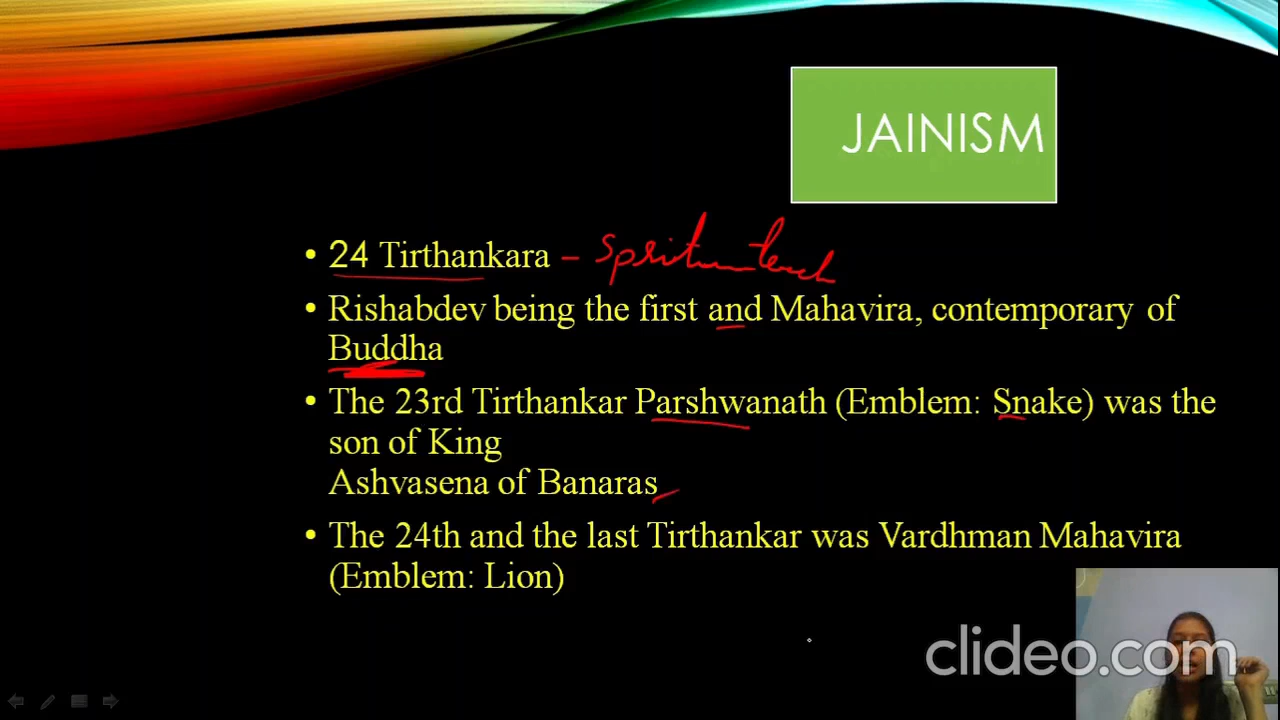 JAINISM
• 24 Tirthankara –
• Rishabdev being the first and Mahavira, contemporary of
Buddha
• The 23rd Tirthankar Parshwanath (Emblem: Snake) was the
son of King
Ashvasena of Banaras
• The 24th and the last Tirthankar was Vardhman Mahavira
(Emblem: Lion)
clideo.com